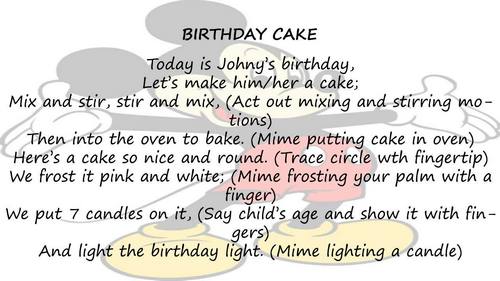 BIRTHDAY CAKE
Today is Johny's birthday,
Let's make him/her a cake;
Mix and stir, stir and mix, (Act out mixing and stirring mo-
tions)
Then into the oven to bake. (Mime putting cake in oven)
Here's a cake so nice and round. (Trace circle wth fingertip)
We frost it pink and white; (Mime frosting your palm with a
finger)
We put 7 candles on it, (Say child's age and show it with fin-
gers)
And light the birthday light. (Mime lighting a candle)